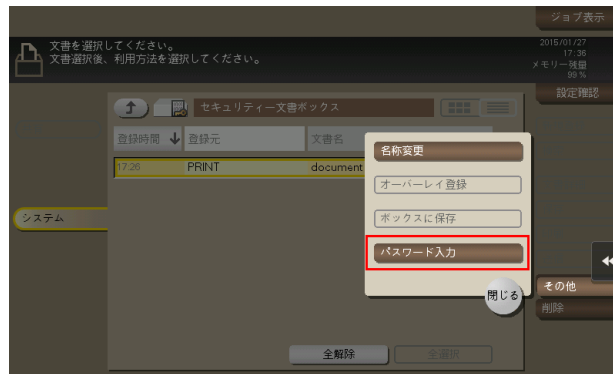 ジョブ表示
文書を選択してください。
文書選択後、利用方法を選択してください。
2015/01/27
17:36
メモリー残量
99 %
設定確認
セキュリティー文書ボックス
登録時間 登録元 文書名
17:26 PRINT document
名称変更
オーバーレイ登録
ボックスに保存
パスワード入力
閉じる
システム
その他
削除
全解除 全選択